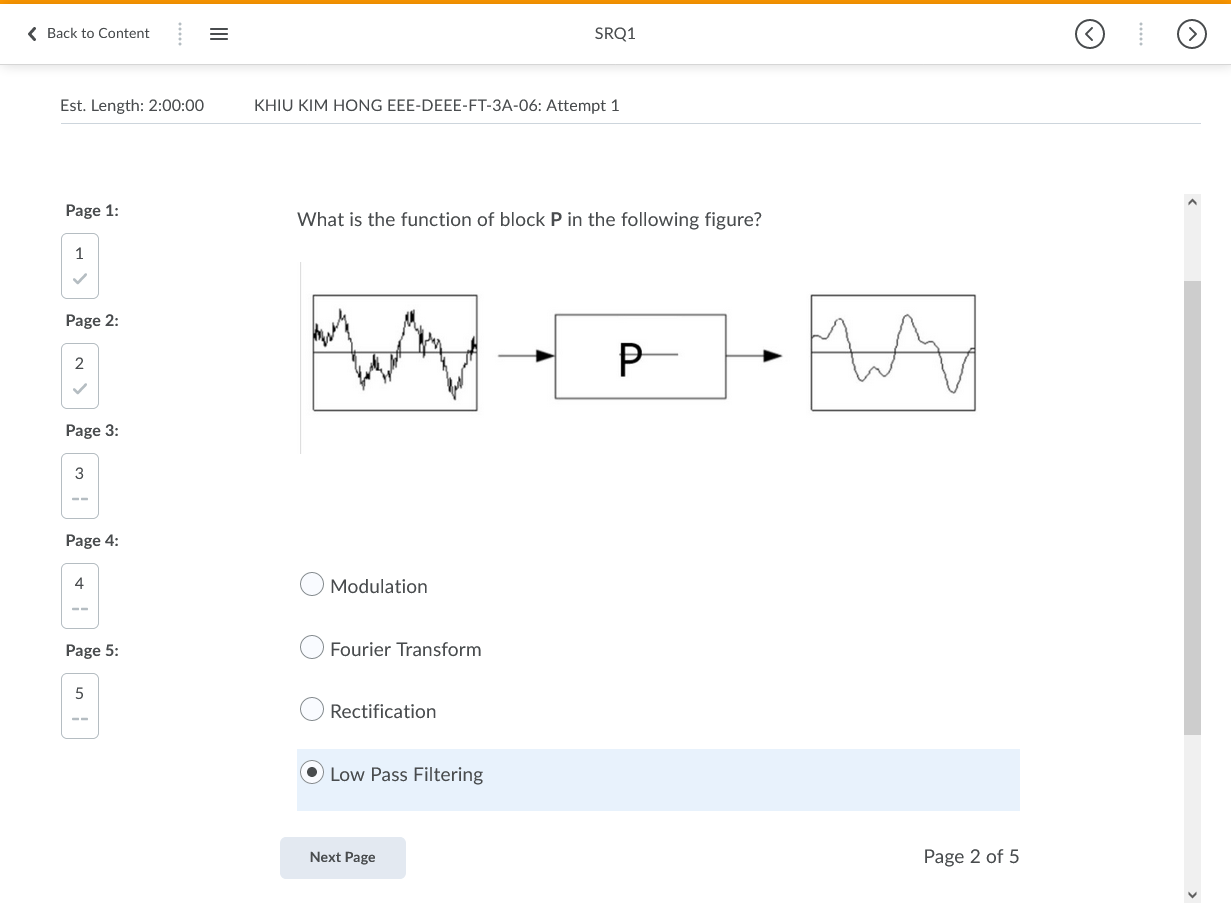 Back to Content
SRQ1
Est. Length: 2:00:00
KHIU KIM HONG EEE-DEEE-FT-3A-06: Attempt 1
Page 1:
1
Page 2:
2
Page 3:
3
--
Page 4:
4
--
Page 5:
5
--
What is the function of block P in the following figure?
P
Modulation
Fourier Transform
Rectification
Low Pass Filtering
Next Page
Page 2 of 5